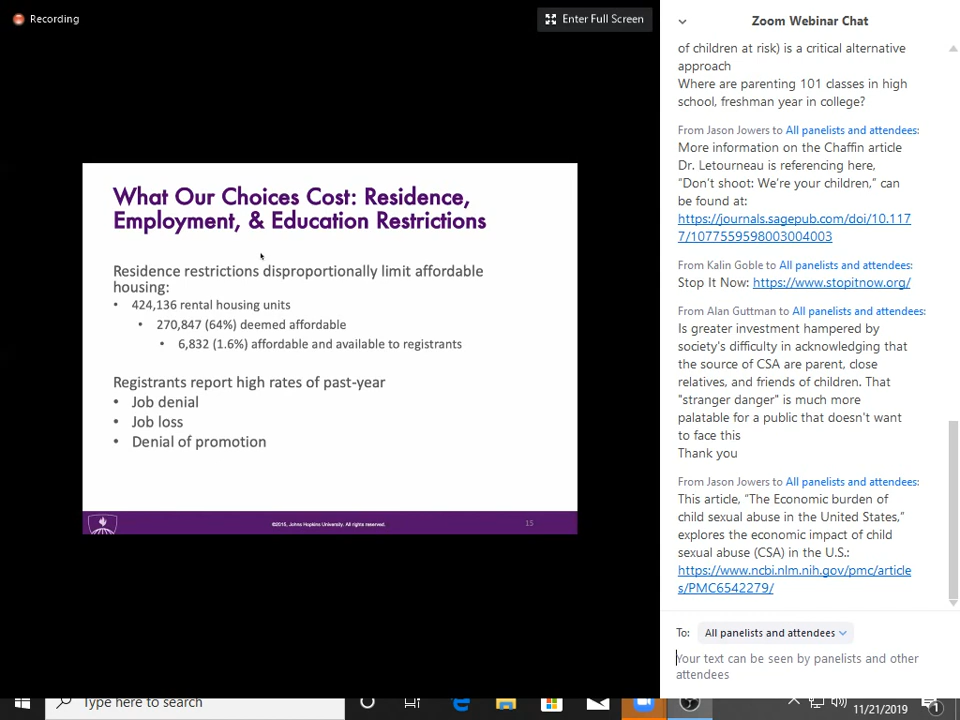 Recording
Enter Full Screen
What Our Choices Cost: Residence,
Employment, & Education Restrictions
Residence restrictions disproportionally limit affordable
housing:
• 424,136 rental housing units
• 270,847 (64%) deemed affordable
• 6,832 (1.6%) affordable and available to registrants
Registrants report high rates of past-year
• Job denial
• Job loss
• Denial of promotion
©2015, Johns Hopkins University. All rights reserved.
15
Zoom Webinar Chat
of children at risk) is a critical alternative
approach
Where are parenting 101 classes in high
school, freshman year in college?
From Jason Jowers to All panelists and attendees:
More information on the Chaffin article
Dr. Letourneau is referencing here,
“Don’t shoot: We’re your children,” can
be found at:
https://journals.sagepub.com/doi/10.117
7/1077559598003004003
From Kalin Goble to All panelists and attendees:
Stop It Now: https://www.stopitnow.org/
From Alan Guttman to All panelists and attendees:
Is greater investment hampered by
society’s difficulty in acknowledging that
the source of CSA are parent, close
relatives, and friends of children. That
"stranger danger" is much more
palatable for a public that doesn't want
to face this
Thank you
From Jason Jowers to All panelists and attendees:
This article, “The Economic burden of
child sexual abuse in the United States,”
explores the economic impact of child
sexual abuse (CSA) in the U.S.:
https://www.ncbi.nlm.nih.gov/pmc/article
s/PMC6542279/
To: All panelists and attendees
Your text can be seen by panelists and other
attendees
Type here to search
11/21/2019
1